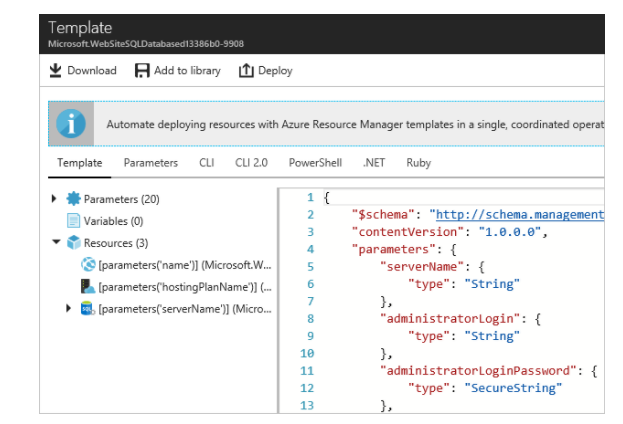 Template
Microsoft.WebSiteSQLDatabased13386b0-9908
Download Add to library Deploy
Automate deploying resources with Azure Resource Manager templates in a single, coordinated operat
Template Parameters CLI CLI 2.0 PowerShell .NET Ruby
Parameters (20)
Variables (0)
Resources (3)
[parameters('name')] (Microsoft.W...
[parameters('hostingPlanName')] (...
[parameters('serverName')] (Micro...
1 {
2 "$schema": "http://schema.management
3 "contentVersion": "1.0.0.0",
4 "parameters": {
5 "serverName": {
6 "type": "String"
7 },
8 "administratorLogin": {
9 "type": "String"
10 },
11 "administratorLoginPassword": {
12 "type": "SecureString"
13 },